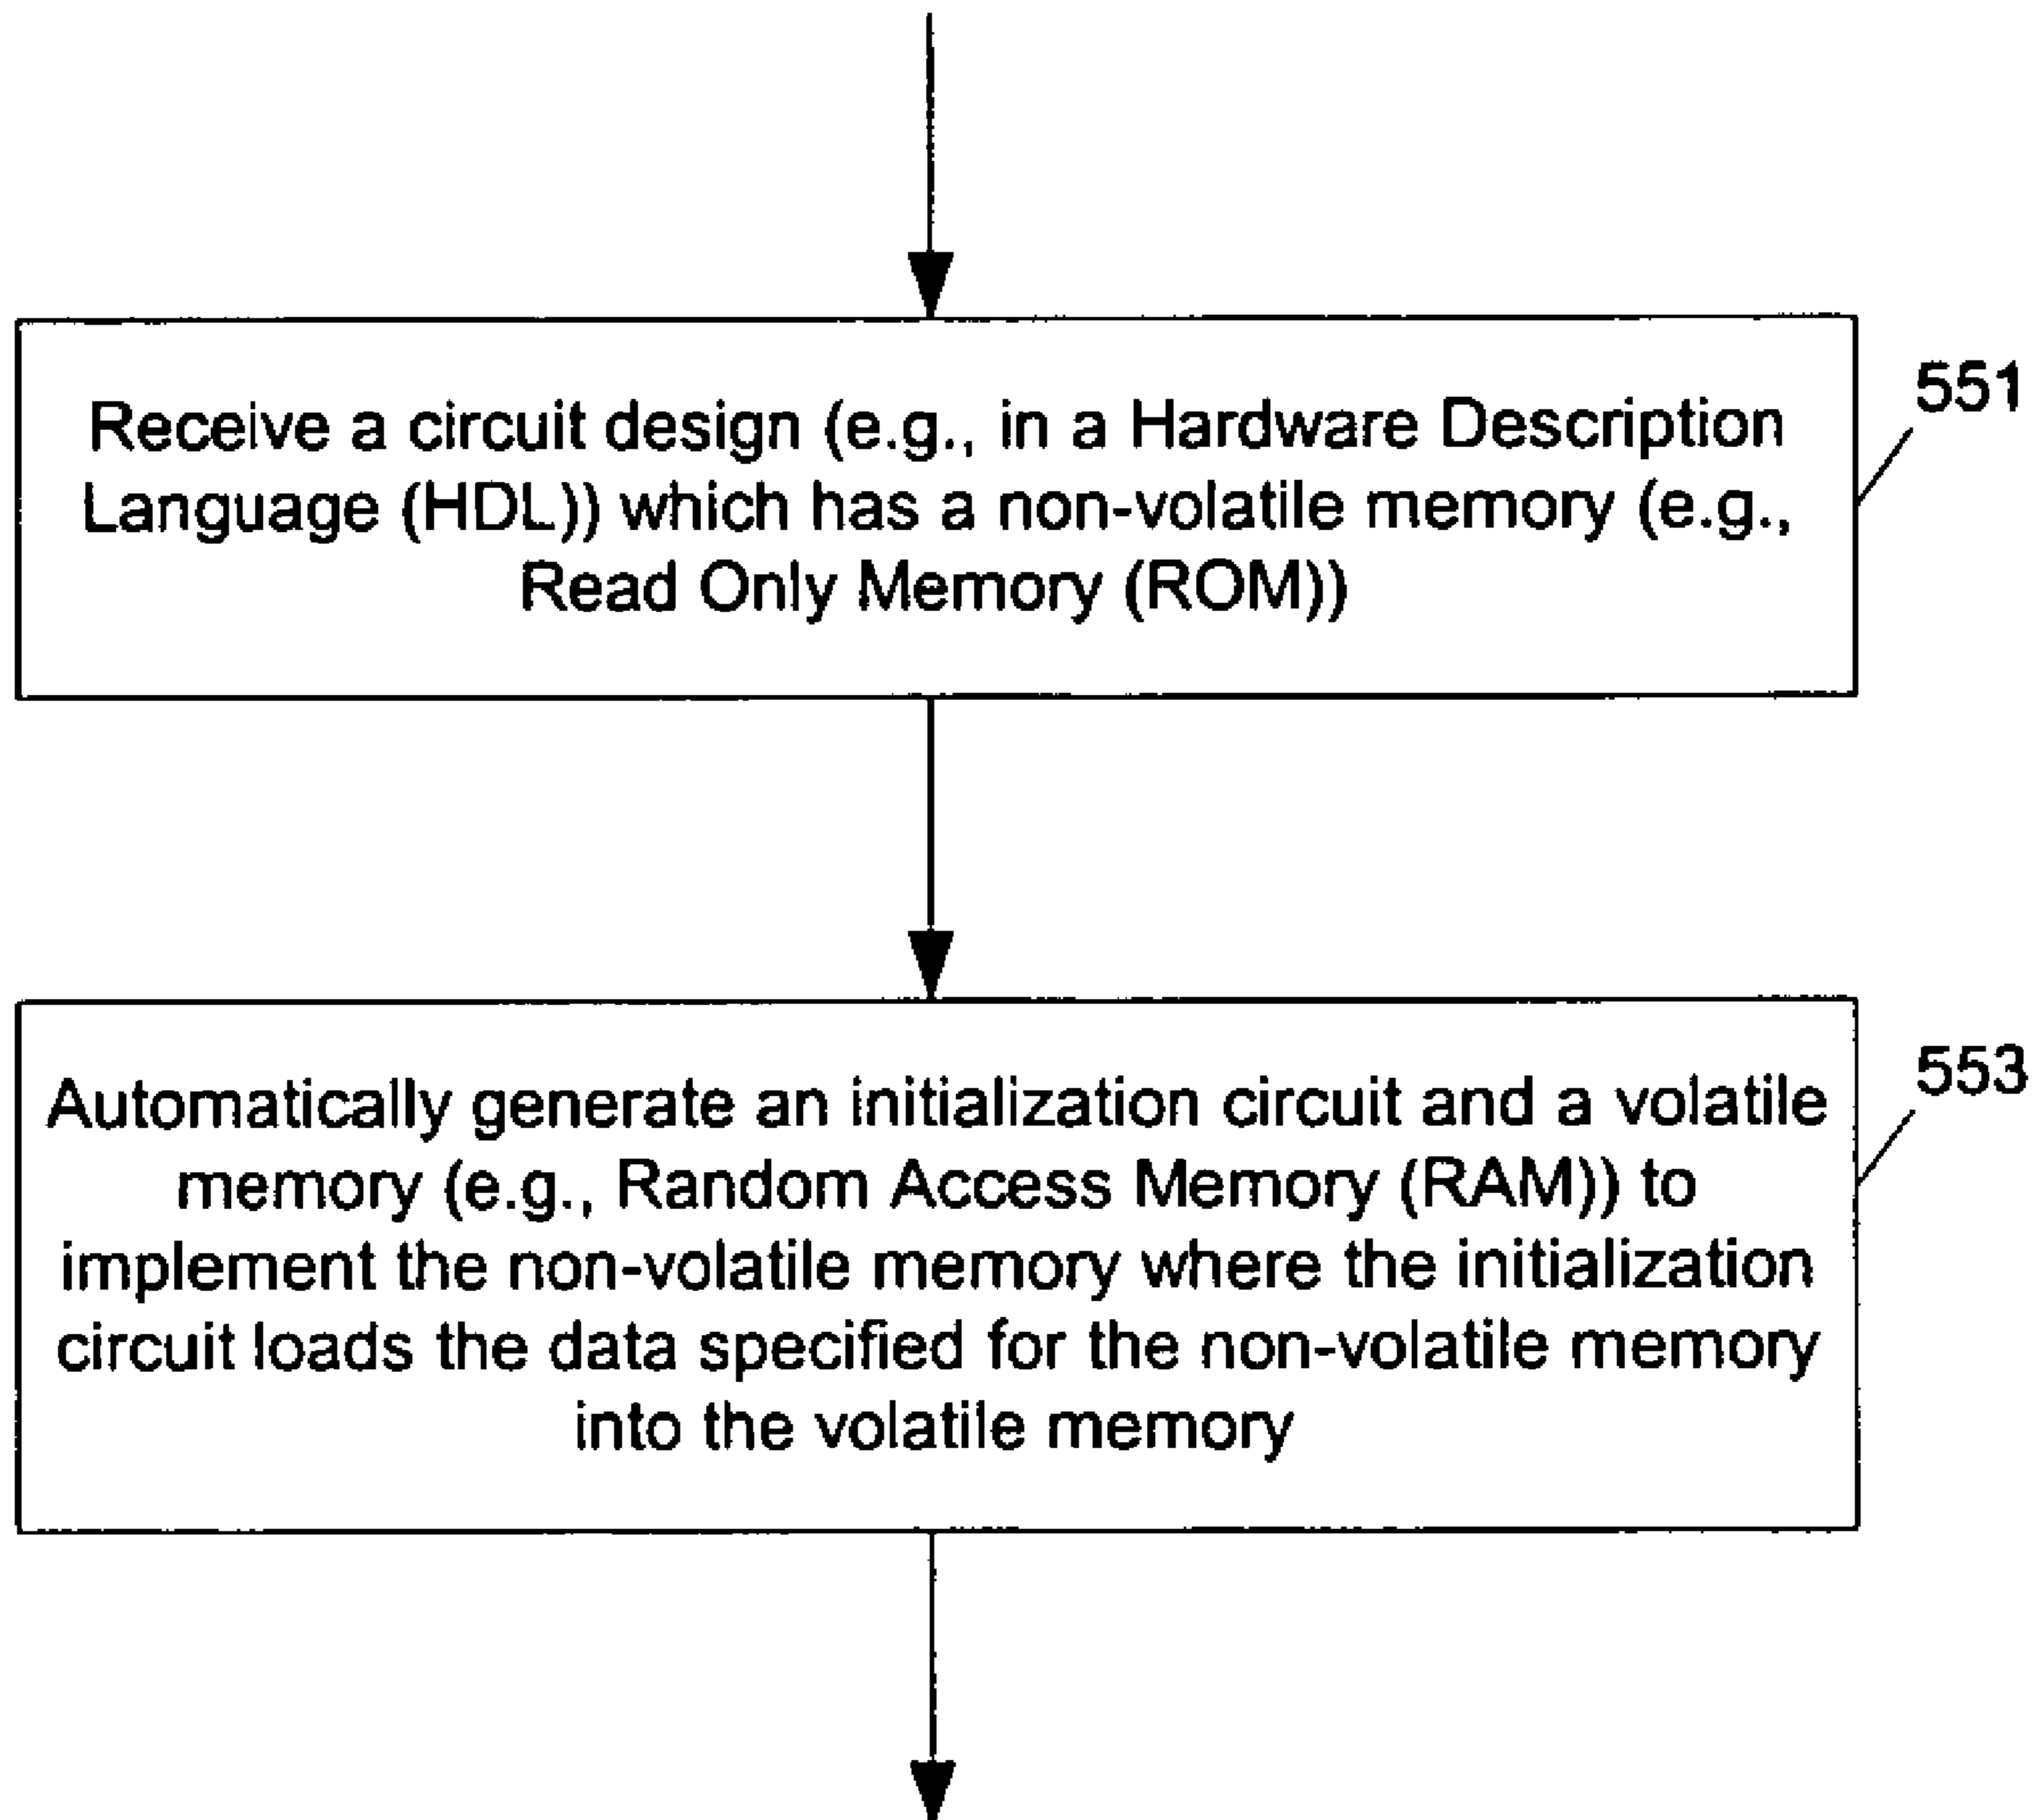 Receive a circuit design (e.g., in a Hardware Description
Language (HDL)) which has a non-volatile memory (e.g.,
Read Only Memory (ROM))
551
Automatically generate an initialization circuit and a volatile
memory (e.g., Random Access Memory (RAM)) to
implement the non-volatile memory where the initialization
circuit loads the data specified for the non-volatile memory
into the volatile memory
553